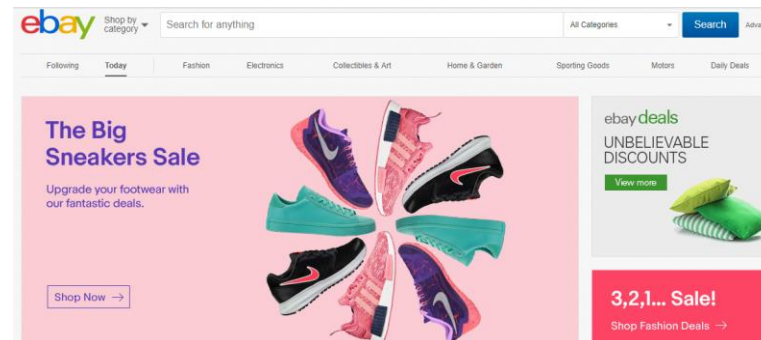 ebay
Shop by
category
Search for anything
All Categories
Search
Following Today Fashion Electronics Collectibles & Art Home & Garden Sporting Goods Motors Daily Deals
The Big
Sneakers Sale
Upgrade your footwear with
our fantastic deals.
Shop Now →
ebay deals
UNBELIEVABLE
DISCOUNTS
View more
3,2,1... Sale!
Shop Fashion Deals →